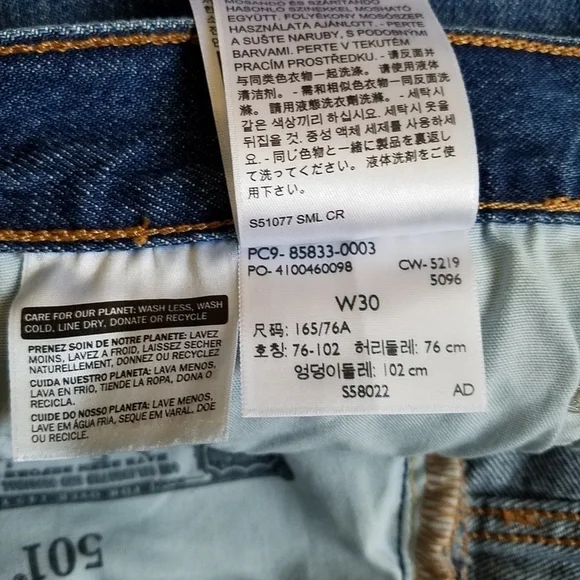 MOSANDÓ ÉS SZÁRÍTANDÓ
HASONLÓ SZÍNEKKEL MOSHATÓ
EGYÜTT. FOLYÉKONY MOSÓSZER
HASZNÁLATA AJÁNLOTT. - PERTE
A SUŠTE NARUBY, S PODOBNÝMI
BARVAMI. PERTE V TEKUTÉM
PRACÍM PROSTŘEDKU. - 请反面并
与同类色衣物一起洗涤。请使用液体
清洁剂。 - 需和相似色衣物一同反面洗
滌。 請用液態洗衣劑洗滌。 - 세탁시
같은 색상끼리 하십시요. 세탁시 옷을
뒤집을 것. 중성 액체 세제를 사용하세
요. - 同じ色物と一緒に製品を裏返し
て洗ってください。 液体洗剤をご使
用下さい。
S51077 SML CR
PC9- 85833-0003
PO- 4100460098 CW- 5219
5096
W30
尺码: 165/76A
호칭: 76-102 허리둘레: 76 cm
엉덩이둘레: 102 cm
S58022 AD
CARE FOR OUR PLANET: WASH LESS, WASH
COLD, LINE DRY, DONATE OR RECYCLE
PRENEZ SOIN DE NOTRE PLANETE: LAVEZ
MOINS, LAVEZ A FROID, LAISSEZ SECHER
NATURELLEMENT, DONNEZ OU RECYCLEZ
CUIDA NUESTRO PLANETA: LAVA MENOS,
LAVA EN FRIO, TIENDE LA ROPA, DONA O
RECICLA.
CUIDE DO NOSSO PLANETA: LAVE MENOS,
LAVE EM ÁGUA FRIA, SEQUE EM VARAL. DOE
OU RECICLE.
501